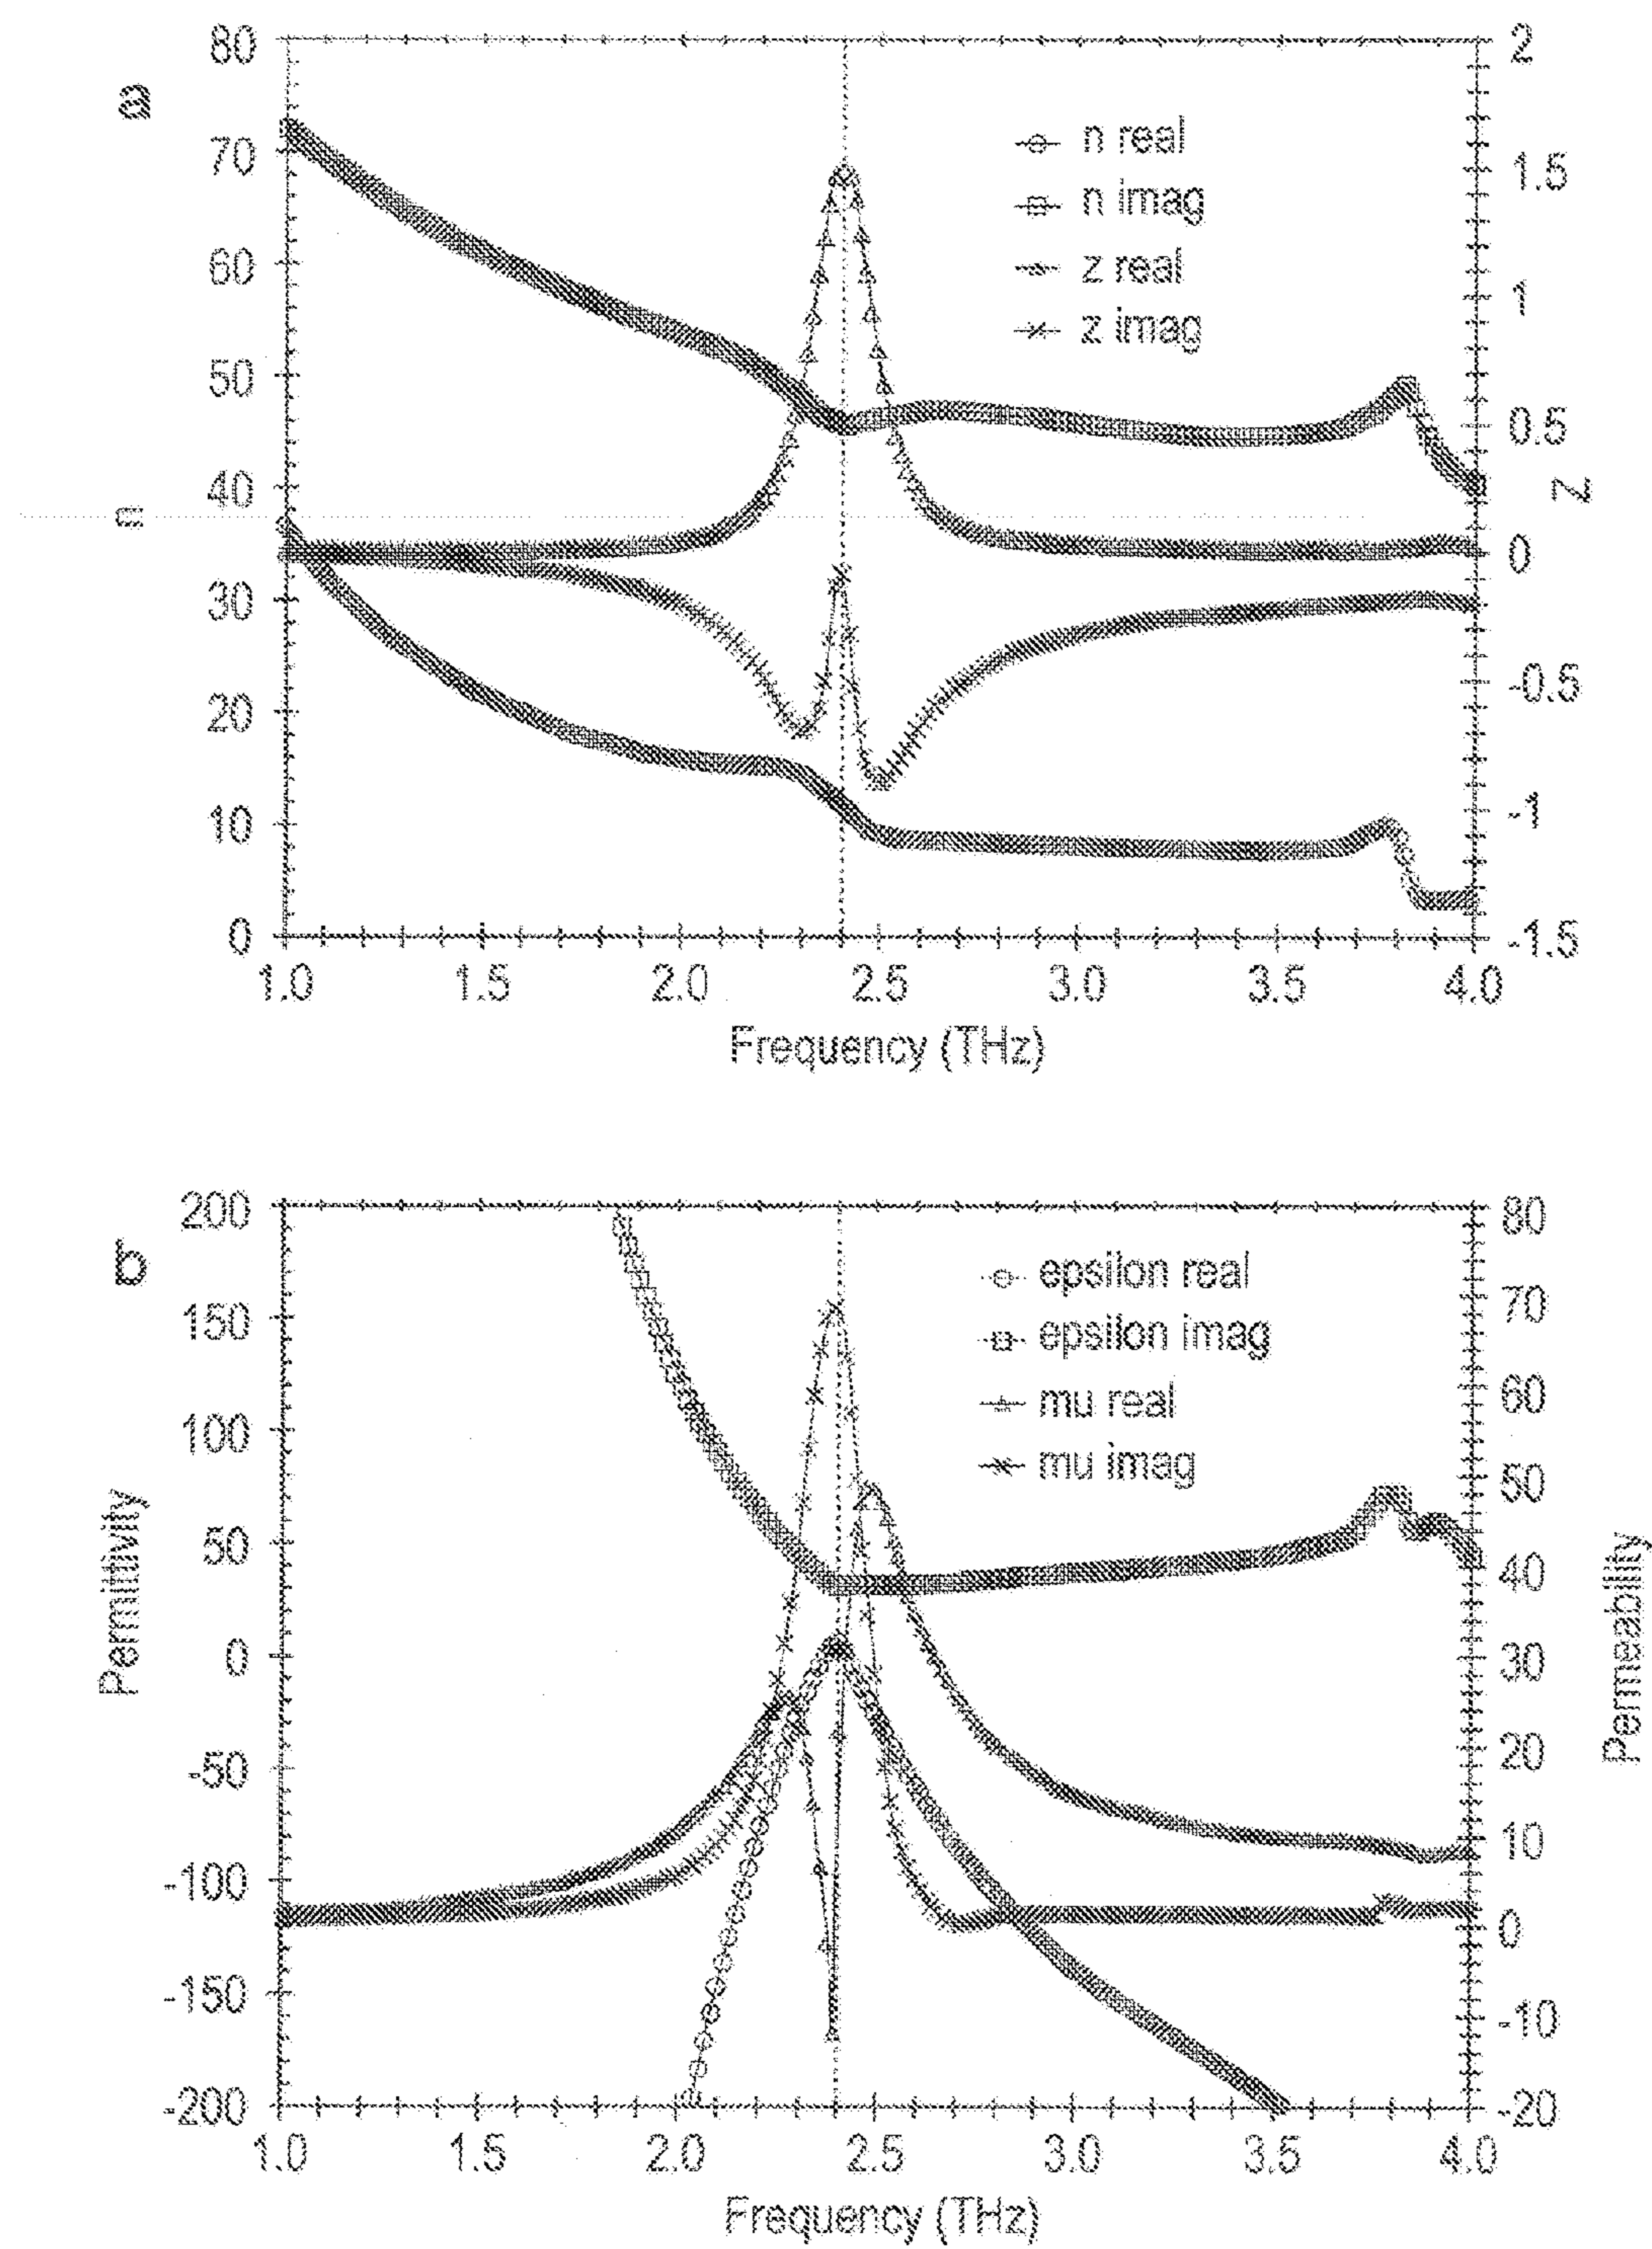 a
80
70
60
50
40
30
20
10
0
n
2
1.5
1
0.5
0
-0.5
-1
-1.5
Z
n real
n imag
z real
z imag
1.0 1.5 2.0 2.5 3.0 3.5 4.0
Frequency (THz)
b
200
150
100
50
0
-50
-100
-150
-200
Permittivity
80
70
60
50
40
30
20
10
0
-10
-20
Permeability
epsilon real
epsilon imag
mu real
mu imag
1.0 1.5 2.0 2.5 3.0 3.5 4.0
Frequency (THz)